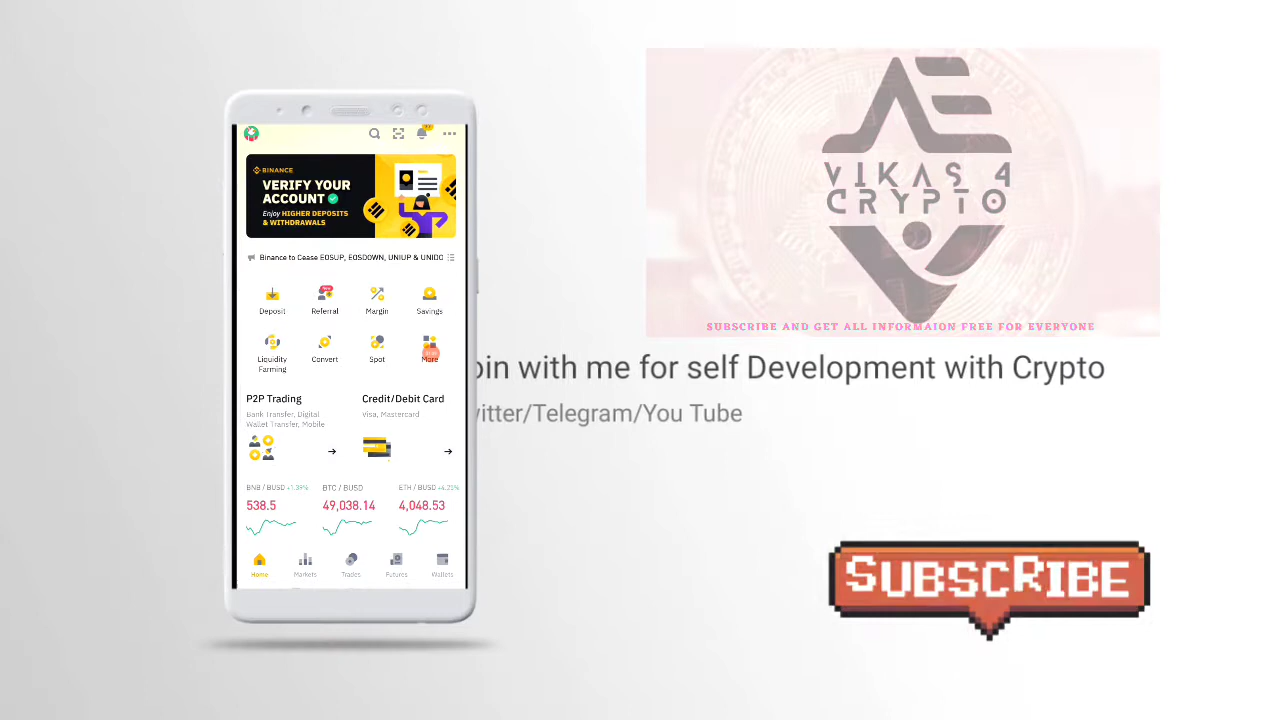 BINANCE
VERIFY YOUR
ACCOUNT
Enjoy HIGHER DEPOSITS
& WITHDRAWALS
Binance to Cease EOSUP, EOSDOWN, UNIUP & UNIDO
Deposit
New
Referral
Margin
Savings
Liquidity
Farming
Convert
Spot
More
P2P Trading
Bank Transfer, Digital
Wallet Transfer, Mobile
Credit/Debit Card
Visa, Mastercard
BNB / BUSD +1.39%
538.5
BTC / BUSD
49,038.14
ETH / BUSD +4.25%
4,048.53
Home
Markets
Trades
Futures
Wallets
VIKAS 4
CRYPTO
SUBSCRIBE AND GET ALL INFORMAION FREE FOR EVERYONE
oin with me for self Development with Crypto
witter/Telegram/You Tube
SUBSCRIBE